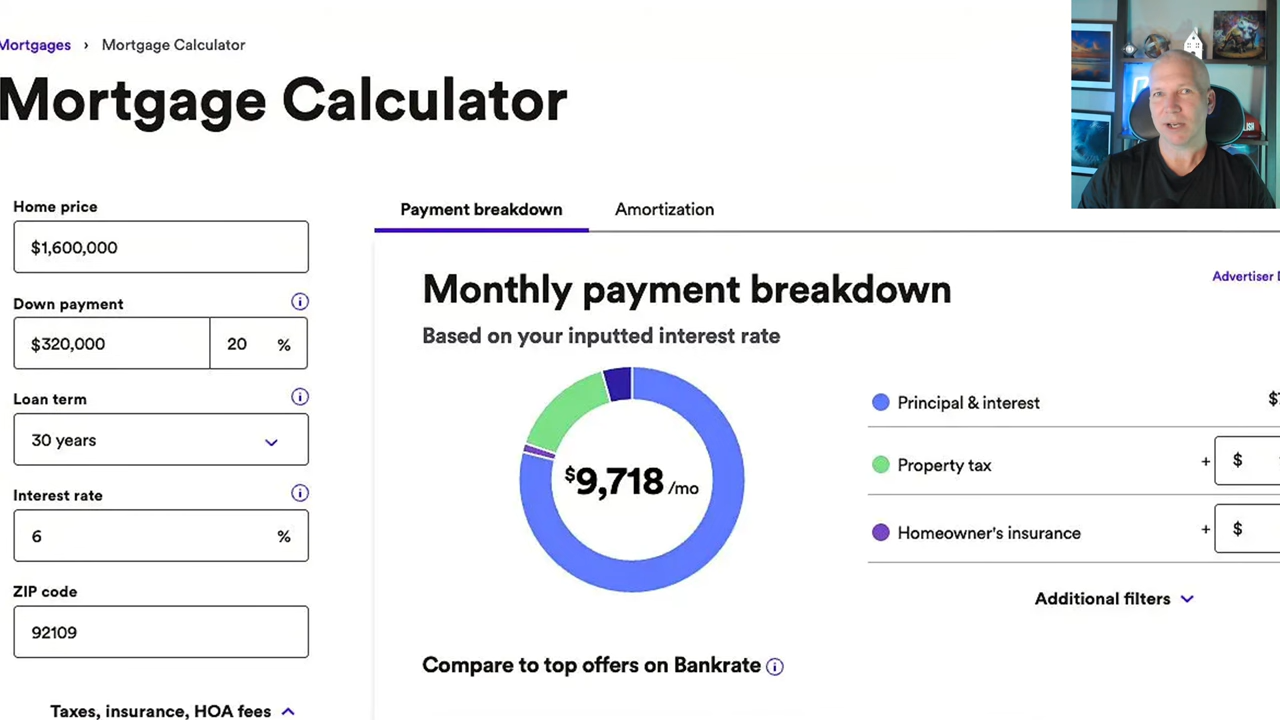 Mortgages › Mortgage Calculator
Mortgage Calculator
Home price
$1,600,000
Down payment
$320,000 20 %
Loan term
30 years
Interest rate
6 %
ZIP code
92109
Taxes, insurance, HOA fees
Payment breakdown Amortization
Advertiser
Monthly payment breakdown
Based on your inputted interest rate
$9,718 /mo
Principal & interest $
Property tax + $
Homeowner's insurance + $
Additional filters
Compare to top offers on Bankrate